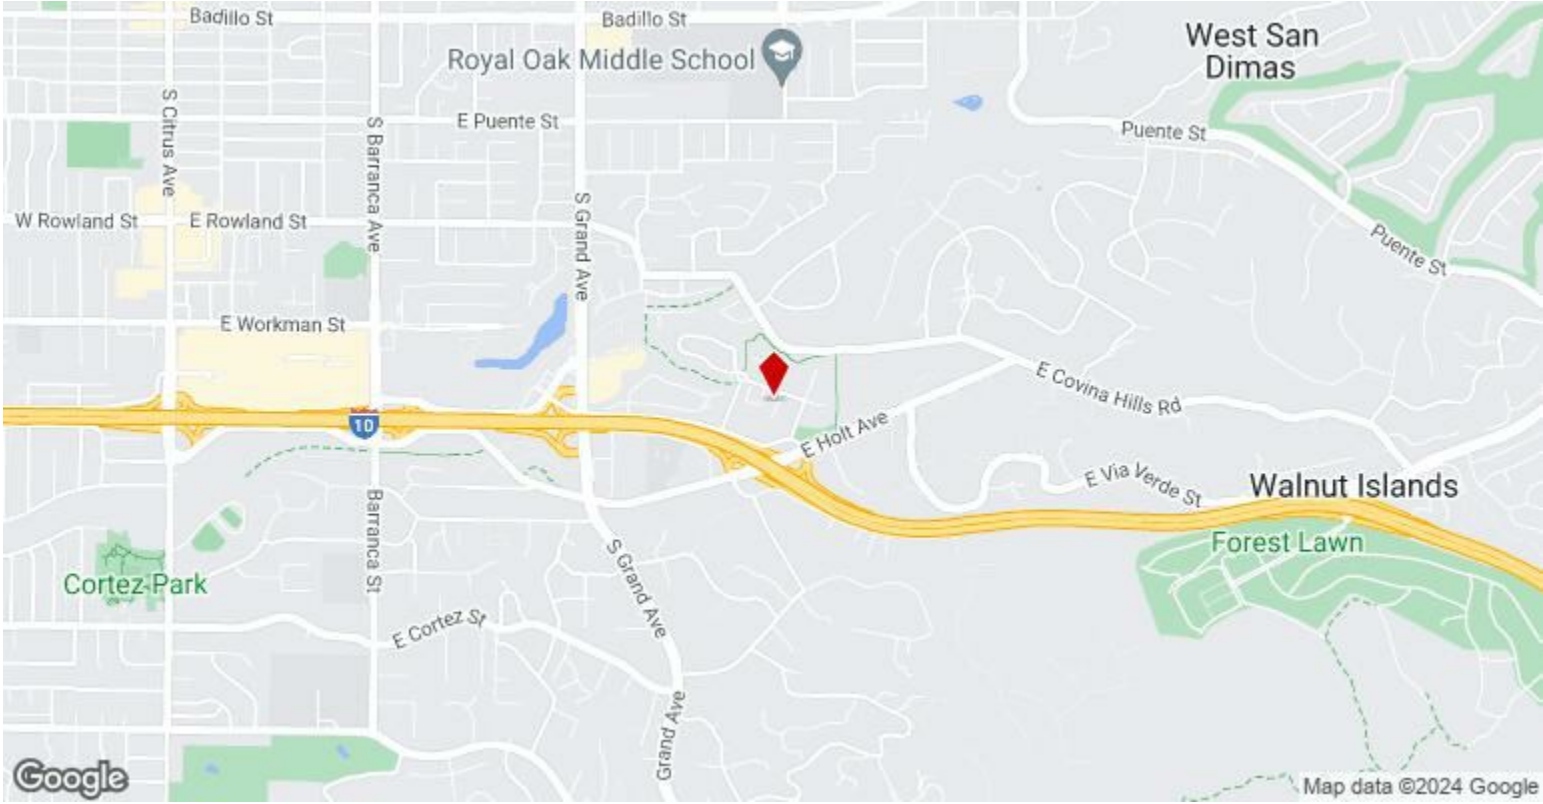 Badillo St
Badillo St
West San
Dimas
Royal Oak Middle School
S Citrus Ave
S Barranca Ave
E Puente St
Puente St
S Grand Ave
W Rowland St
E Rowland St
Puente St
E Workman St
E Covina Hills Rd
10
E Holt Ave
E Via Verde St
Walnut Islands
Barranca St
Forest Lawn
S Grand Ave
Cortez Park
E Cortez St
Grand Ave
Google
Map data ©2024 Google